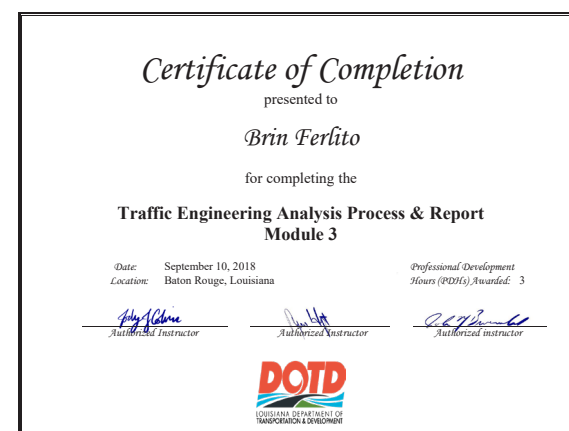 Certificate of Completion
presented to
Brin Ferlito
for completing the
Traffic Engineering Analysis Process & Report
Module 3
Date: September 10, 2018
Location: Baton Rouge, Louisiana
Professional Development
Hours (PDHs) Awarded: 3
Authorized Instructor
Authorized Instructor
Authorized instructor
DOTD
LOUISIANA DEPARTMENT OF
TRANSPORTATION & DEVELOPMENT